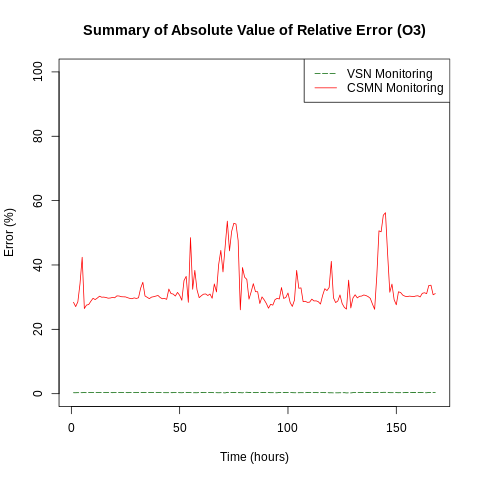 Summary of Absolute Value of Relative Error (O3)
VSN Monitoring
CSMN Monitoring
Error (%)
100
80
60
40
20
0
0 50 100 150
Time (hours)